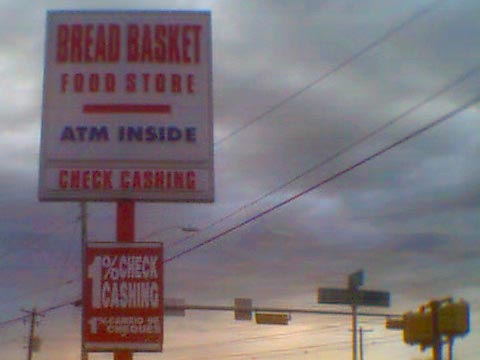 BREAD BASKET
FOOD STORE
ATM INSIDE
CHECK CASHING
1% CHECK
CASHING
1% CAMBIO DE
CHEQUES